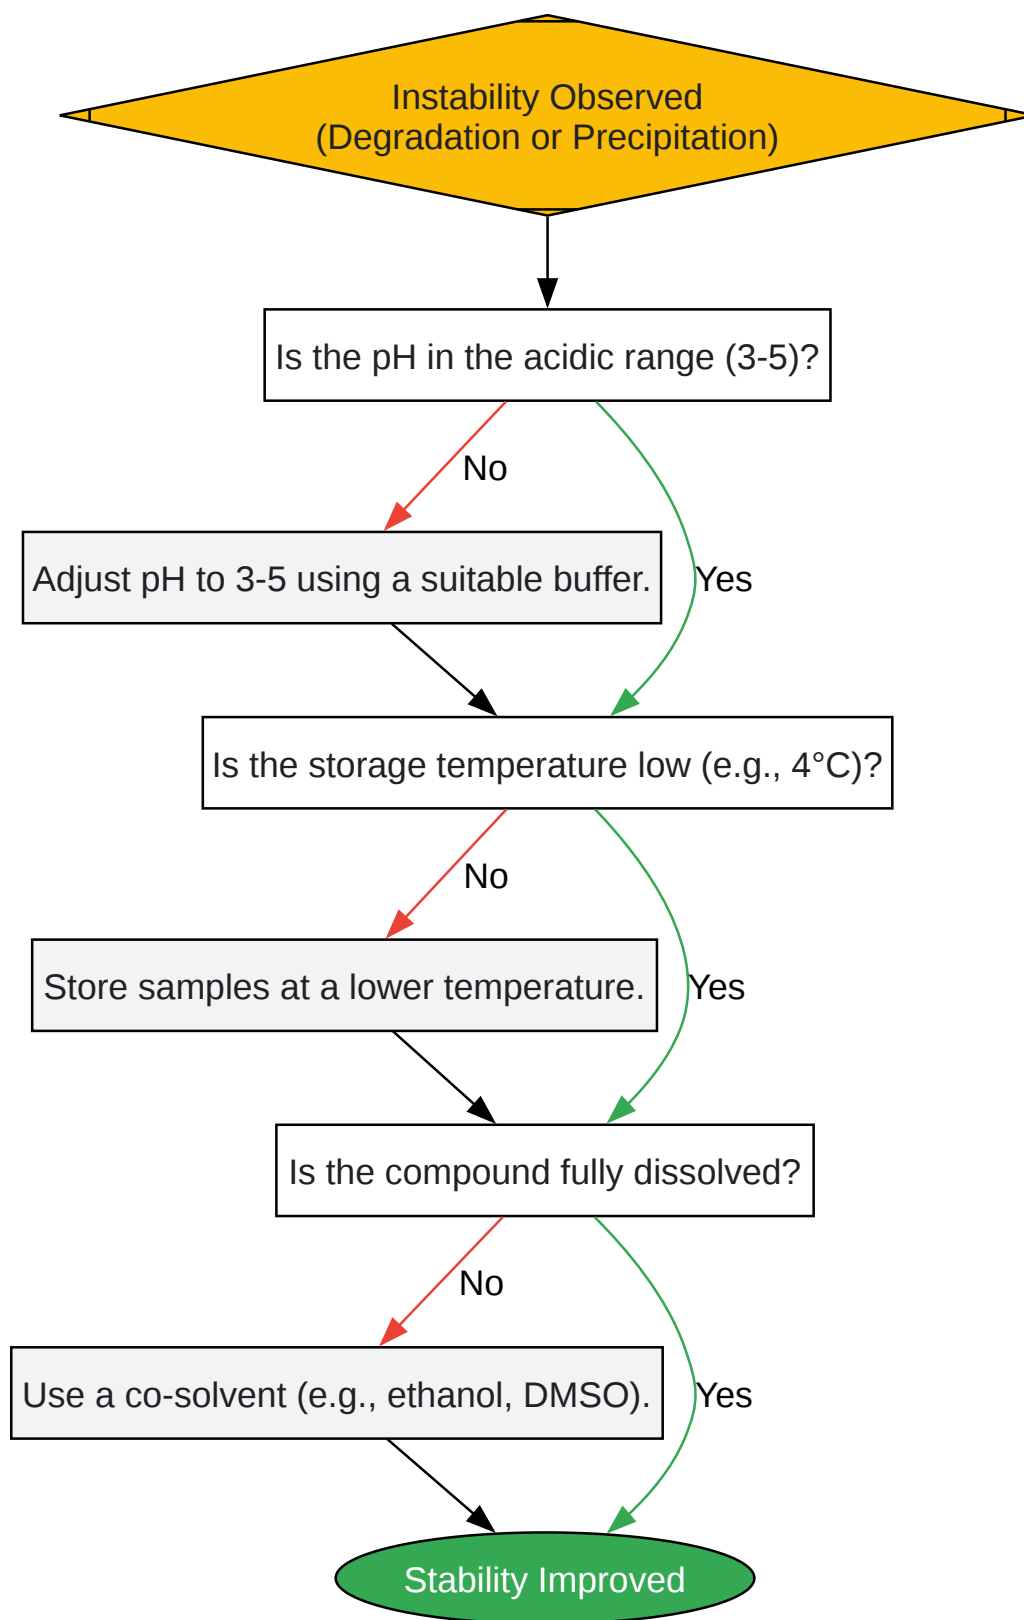 Instability Observed
(Degradation or Precipitation)
Is the pH in the acidic range (3-5)?
No
Adjust pH to 3-5 using a suitable buffer.
Yes
Is the storage temperature low (e.g., 4°C)?
No
Store samples at a lower temperature.
Yes
Is the compound fully dissolved?
No
Use a co-solvent (e.g., ethanol, DMSO).
Yes
Stability Improved